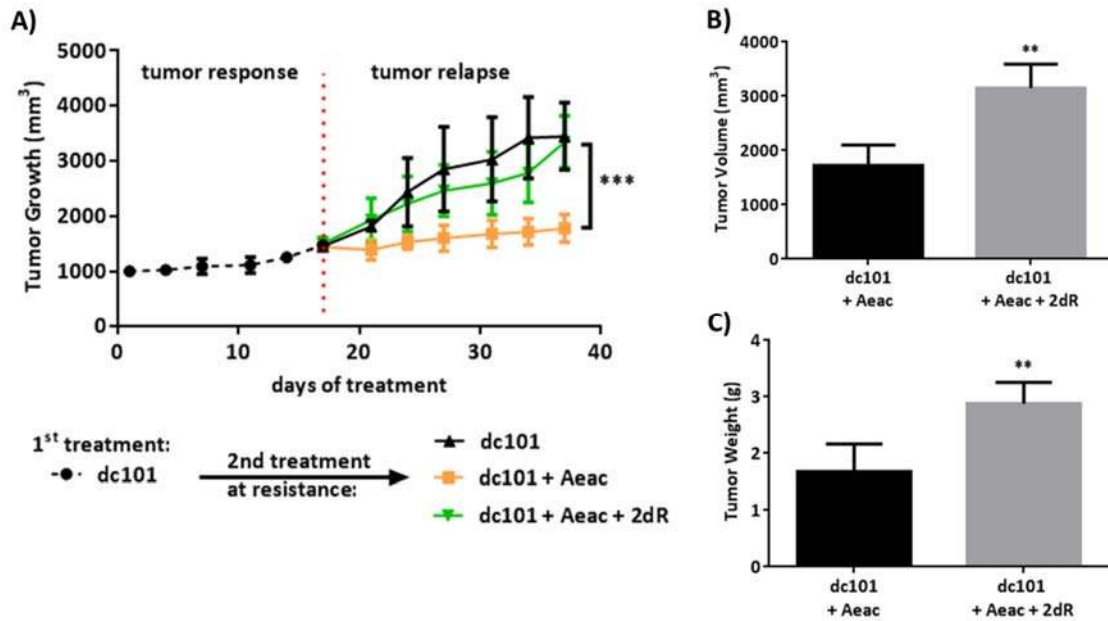 A)
Tumor Growth (mm³)
5000
4000
3000
2000
1000
0
tumor response
tumor relapse
***
0
10
20
30
40
days of treatment
1st treatment:
dc101
2nd treatment
at resistance:
dc101
dc101 + Aeac
dc101 + Aeac + 2dR
B)
Tumor Volume (mm³)
4000
3000
2000
1000
0
**
dc101
+ Aeac
dc101
+ Aeac + 2dR
C)
Tumor Weight (g)
4
3
2
1
0
**
dc101
+ Aeac
dc101
+ Aeac + 2dR